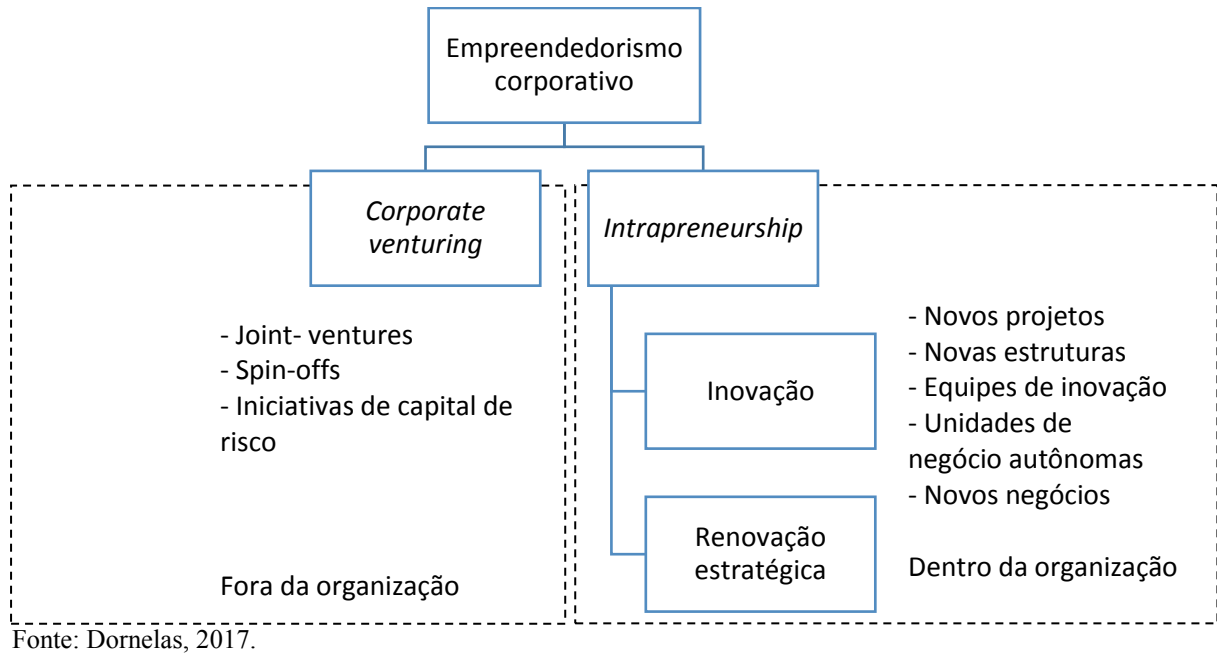 Empreendedorismo
corporativo
Corporate
venturing
- Joint- ventures
- Spin-offs
- Iniciativas de capital de
risco
Fora da organização
Intrapreneurship
Inovação
Renovação
estratégica
- Novos projetos
- Novas estruturas
- Equipes de inovação
- Unidades de
negócio autônomas
- Novos negócios
Dentro da organização
Fonte: Dornelas, 2017.